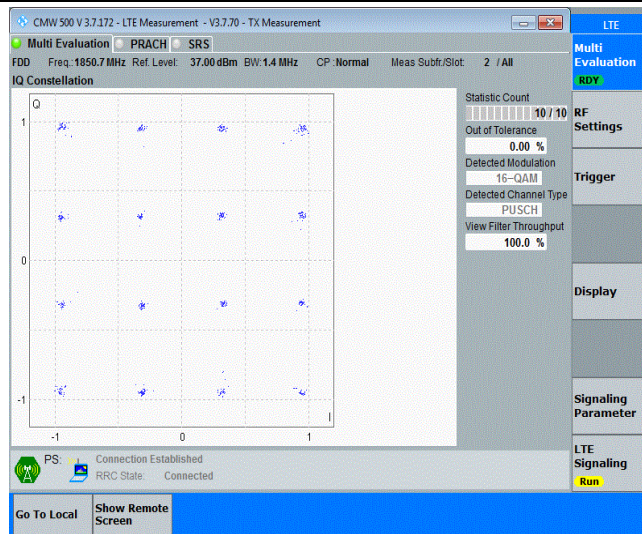 CMW 500 V 3.7.172 - LTE Measurement - V3.7.70 - TX Measurement
LTE
Multi Evaluation PRACH SRS
FDD Freq.:1850.7 MHz Ref. Level: 37.00 dBm BW:1.4 MHz CP :Normal Meas Subfr./Slot: 2 / All
IQ Constellation
Q
1
0
-1
-1 0 1
I
Statistic Count
10 / 10
Out of Tolerance
0.00 %
Detected Modulation
16-QAM
Detected Channel Type
PUSCH
View Filter Throughput
100.0 %
Multi
Evaluation
RDY
RF
Settings
Trigger
Display
Signaling
Parameter
LTE
Signaling
Run
PS: Connection Established
RRC State: Connected
Go To Local
Show Remote
Screen